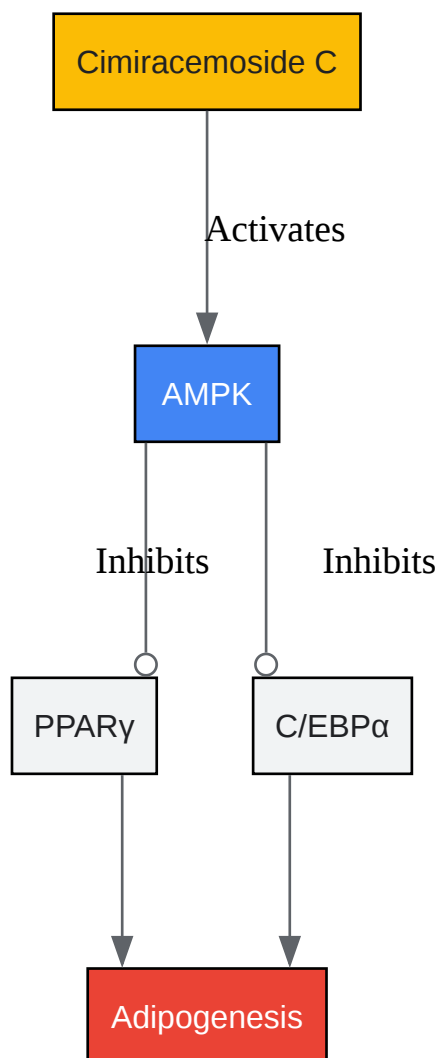 Cimiracemoside C
Activates
AMPK
Inhibits
Inhibits
PPARγ
C/EBPα
Adipogenesis